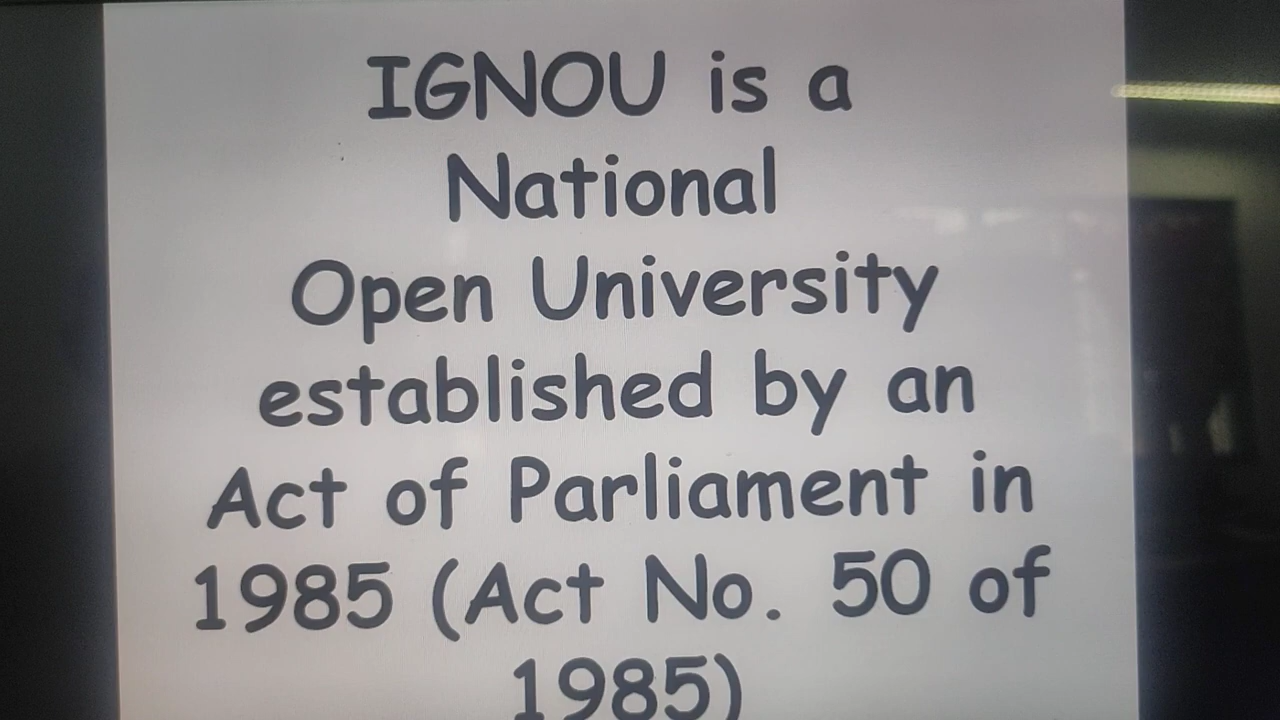 IGNOU is a
National
Open University
established by an
Act of Parliament in
1985 (Act No. 50 of
1985)